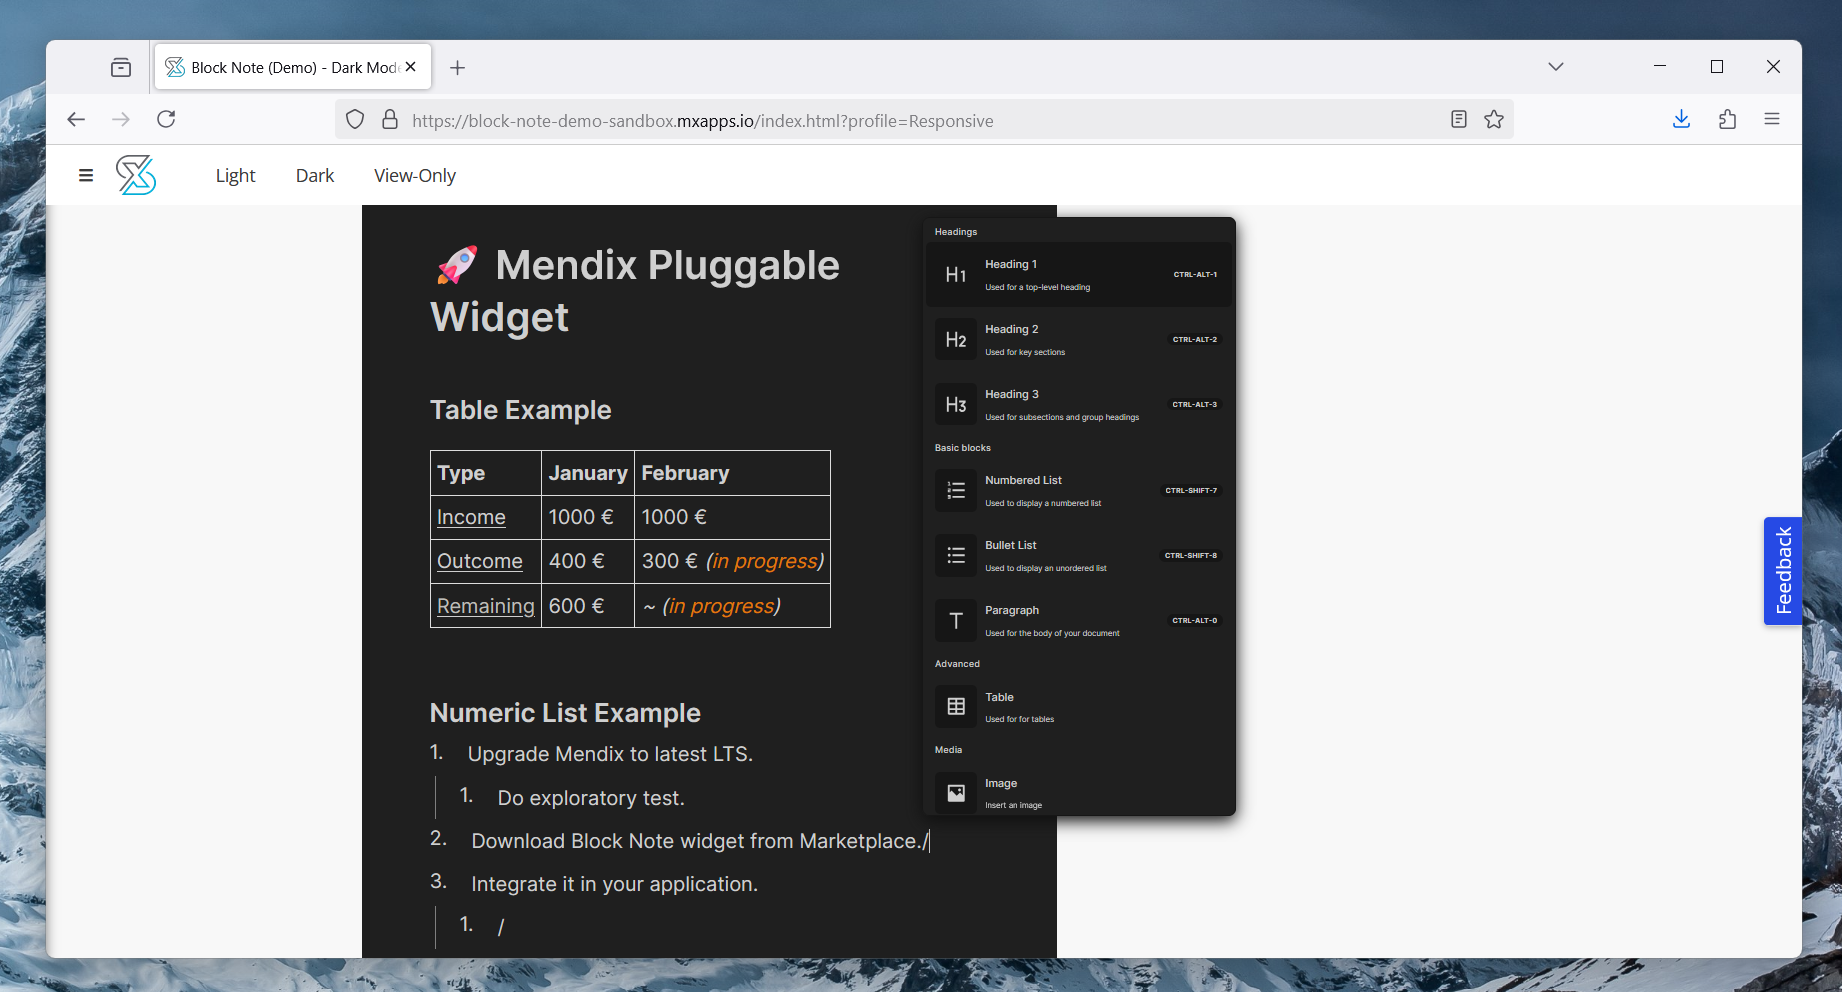 Block Note (Demo) - Dark Mod
https://block-note-demo-sandbox.mxapps.io/index.html?profile=Responsive
Light Dark View-Only
🚀 Mendix Pluggable
Widget
Table Example
Type January February
Income 1000 € 1000 €
Outcome 400 € 300 € (in progress)
Remaining 600 € ~ (in progress)
Numeric List Example
1. Upgrade Mendix to latest LTS.
1. Do exploratory test.
2. Download Block Note widget from Marketplace./
3. Integrate it in your application.
1. /
Headings
H1 Heading 1 CTRL-ALT-1
Used for a top-level heading
H2 Heading 2 CTRL-ALT-2
Used for key sections
H3 Heading 3 CTRL-ALT-3
Used for subsections and group headings
Basic blocks
Numbered List CTRL-SHIFT-7
Used to display a numbered list
Bullet List CTRL-SHIFT-8
Used to display an unordered list
T Paragraph CTRL-ALT-0
Used for the body of your document
Advanced
Table
Used for for tables
Media
Image
Insert an image
Feedback